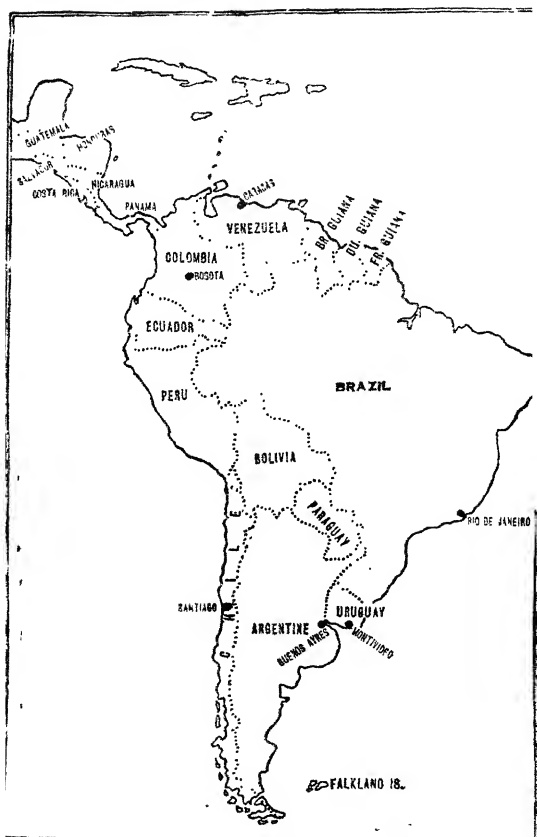 GUATEMALA
HONDURAS
SALVADOR
NICARAGUA
COSTA RICA
PANAMA
CATACAS
VENEZUELA
BR. GUIANA
DU. GUIANA
FR. GUIANA
COLOMBIA
BOGOTA
ECUADOR
BRAZIL
PERU
BOLIVIA
PARAGUAY
RIO DE JANEIRO
CHILE
SANTIAGO
URUGUAY
ARGENTINE
BUENOS AYRES
MONTIVIDEO
FALKLAND IS.